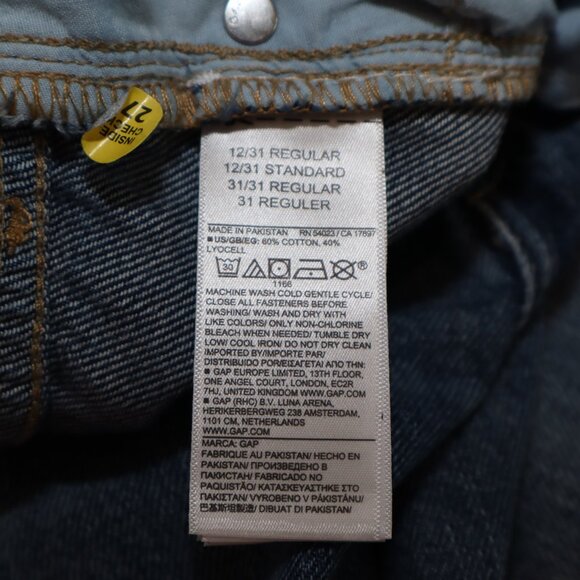 INSIDE
CHECK
27
12/31 REGULAR
12/31 STANDARD
31/31 REGULAR
31 REGULER
MADE IN PAKISTAN RN 54023 / CA 17897
■ US/GB/EG: 60% COTTON, 40%
LYOCELL
30
®
1166
MACHINE WASH COLD GENTLE CYCLE/
CLOSE ALL FASTENERS BEFORE
WASHING/ WASH AND DRY WITH
LIKE COLORS/ ONLY NON-CHLORINE
BLEACH WHEN NEEDED/ TUMBLE DRY
LOW/ COOL IRON/ DO NOT DRY CLEAN
IMPORTED BY/IMPORTE PAR/
DISTRIBUIDO POR/ΕΙΣΑΓΕΤΑΙ ΑΠΌ ΤΗΝ:
■ GAP EUROPE LIMITED, 13TH FLOOR,
ONE ANGEL COURT, LONDON, EC2R
7HJ, UNITED KINGDOM WWW.GAP.COM
■ GAP (RHC) B.V. LUNA ARENA,
HERIKERBERGWEG 238 AMSTERDAM,
1101 CM, NETHERLANDS
WWW.GAP.COM
MARCA: GAP
FABRIQUE AU PAKISTAN/ HECHO EN
PAKISTAN/ ПРОИЗВЕДЕНО В
ПАКИСТАН/ FABRICADO NO
PAQUISTÃO/ ΚΑΤΑΣΚΕΥΑΣΤΗΚΕ ΣΤΟ
ΠΑΚΙΣΤΑΝ/ VYROBENO V PÁKISTÁNU/
巴基斯坦製造/ DIBUAT DI PAKISTAN/